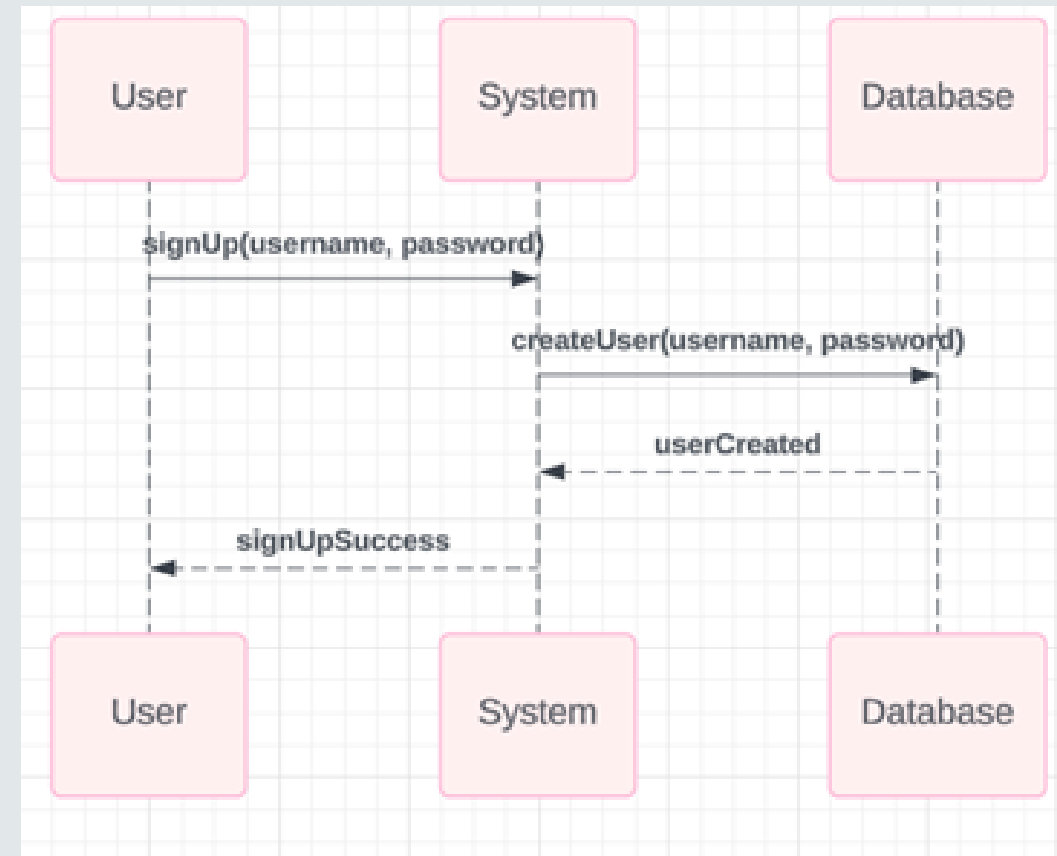 User
System
Database
signUp(username, password)
createUser(username, password)
userCreated
signUpSuccess
User
System
Database